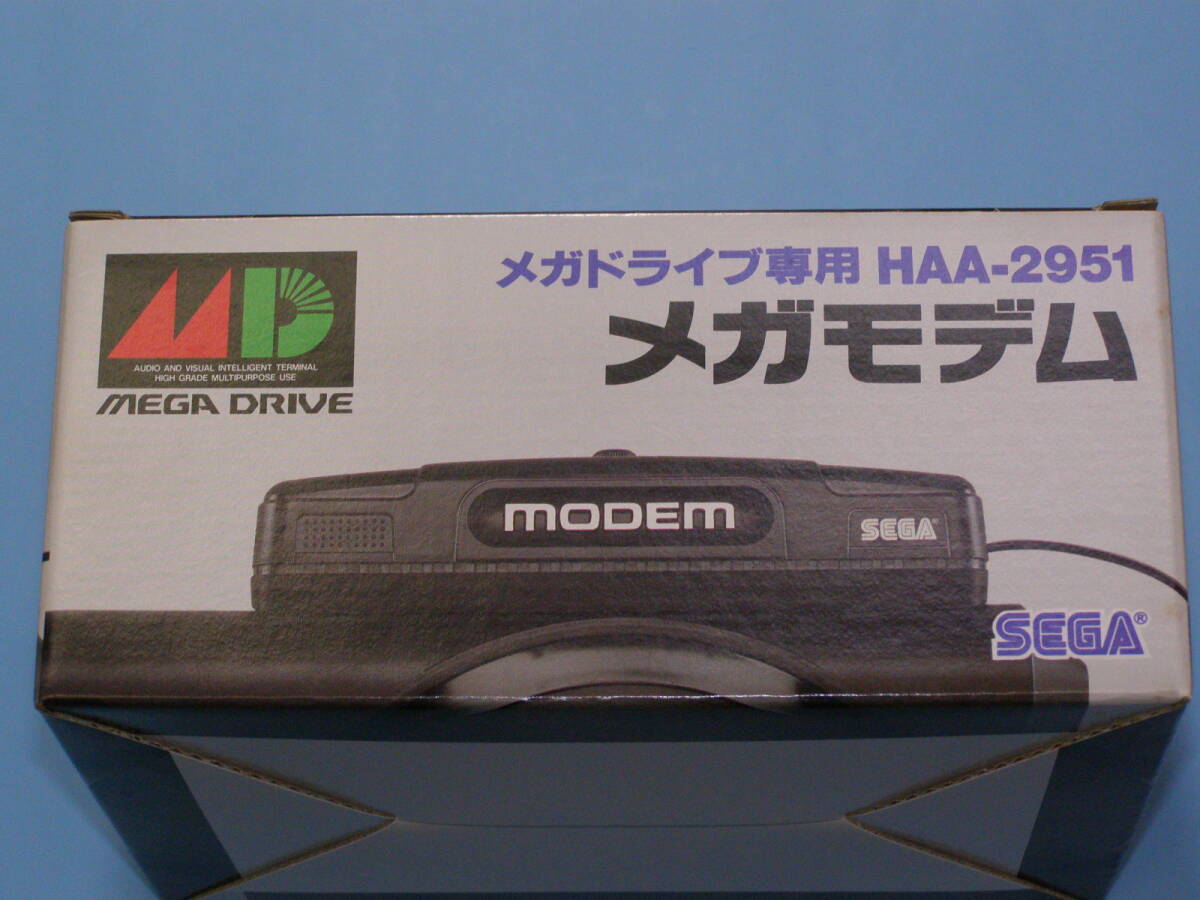 メガドライブ専用 HAA-2951
メガモデム
MD
AUDIO AND VISUAL INTELLIGENT TERMINAL
HIGH GRADE MULTIPURPOSE USE
MEGA DRIVE
MODEM
SEGA®
SEGA®